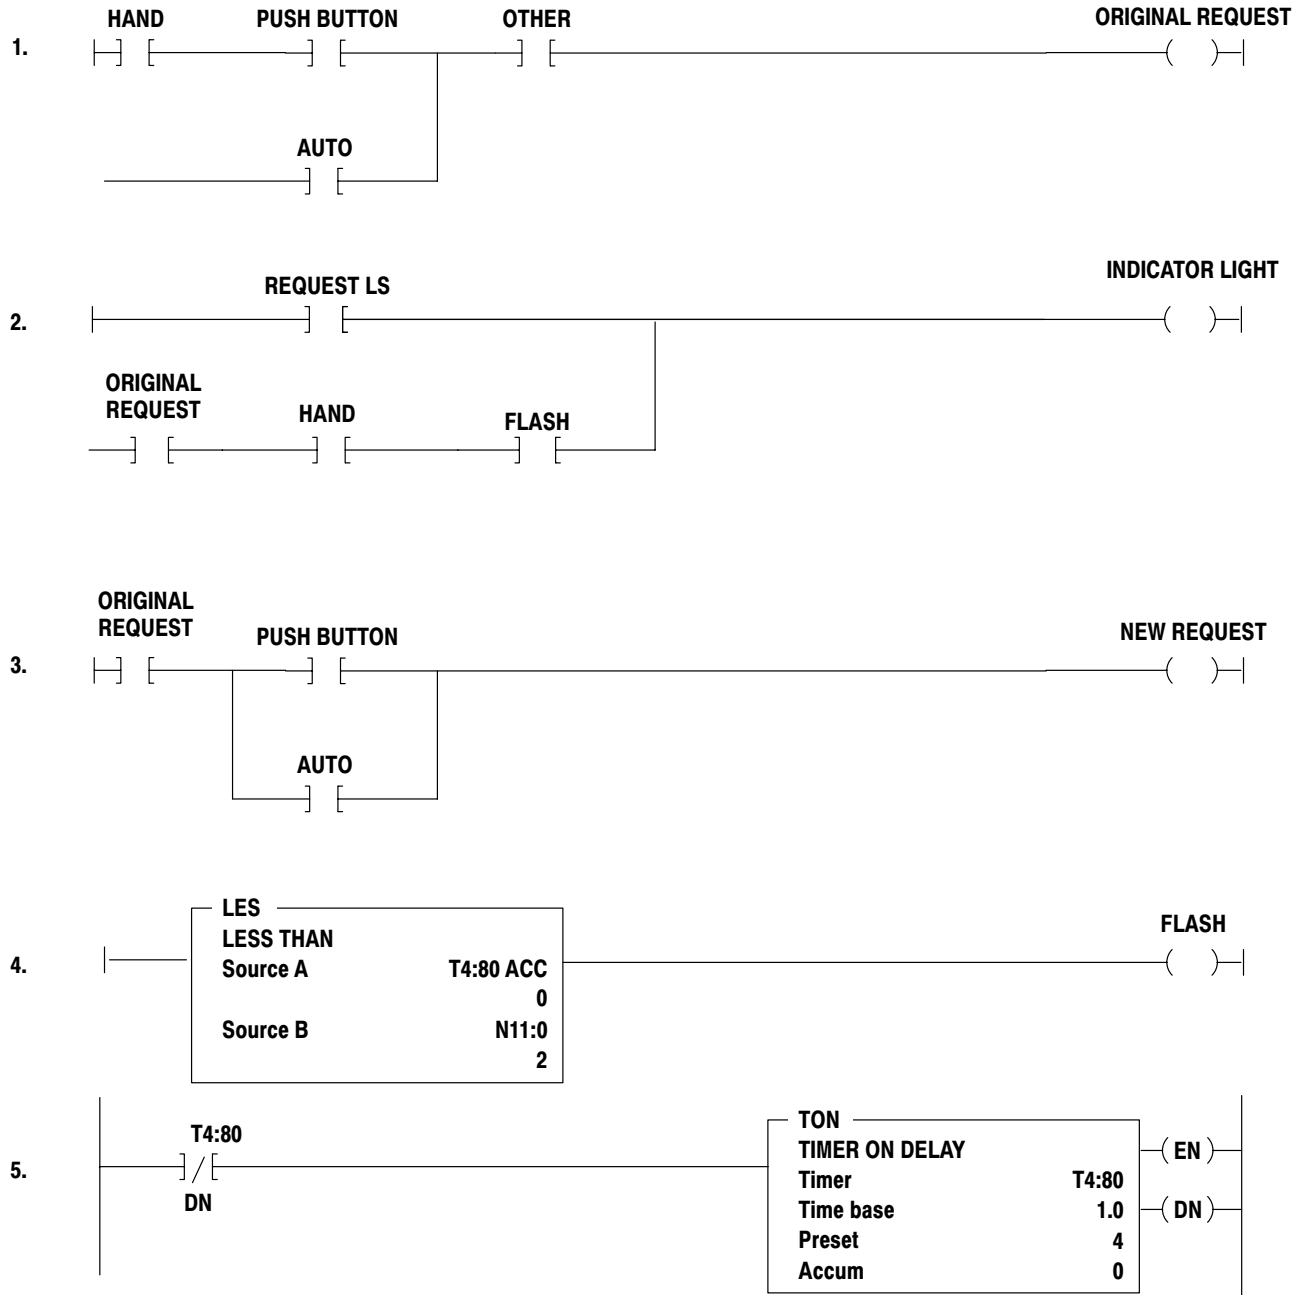 HAND PUSH BUTTON OTHER ORIGINAL REQUEST
1.
AUTO
REQUEST LS INDICATOR LIGHT
2.
ORIGINAL
REQUEST HAND FLASH
ORIGINAL
REQUEST PUSH BUTTON NEW REQUEST
3.
AUTO
LES
LESS THAN FLASH
4. Source A T4:80 ACC
0
Source B N11:0
2
TON
T4:80 TIMER ON DELAY EN
5. Timer T4:80
DN Time base 1.0 DN
Preset 4
Accum 0